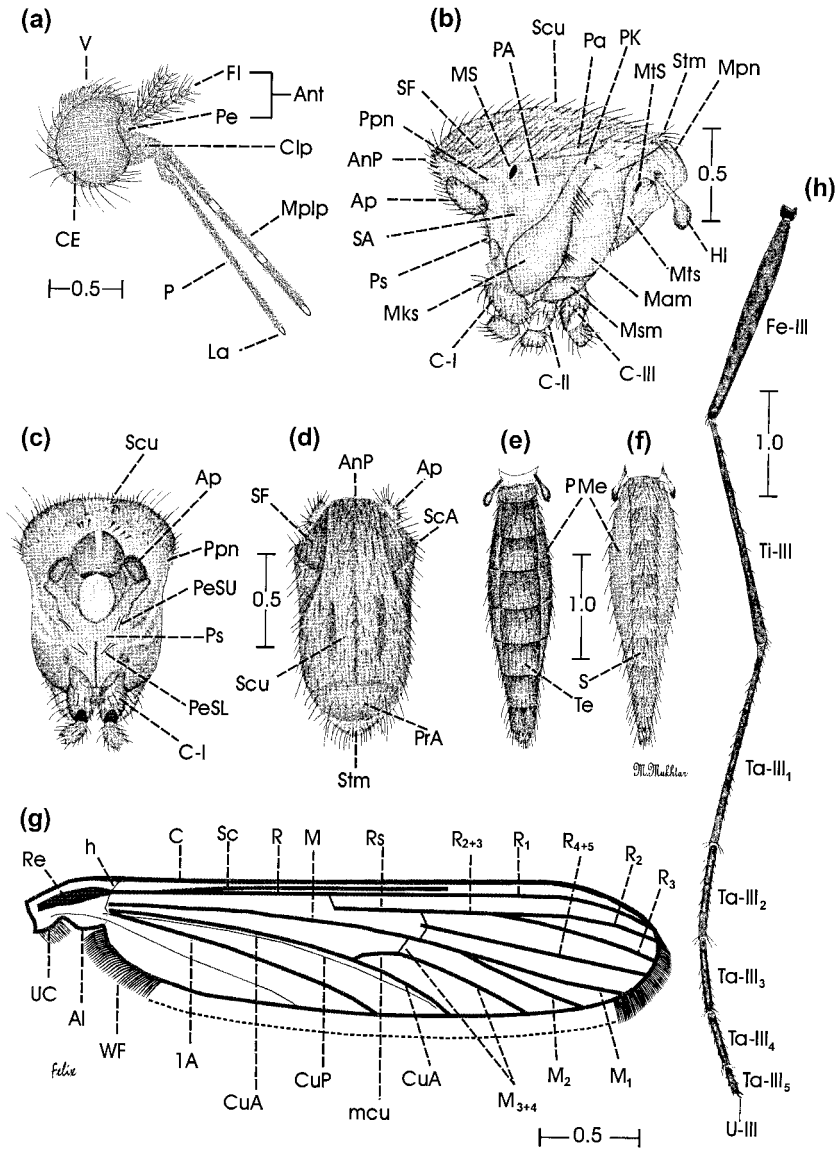 (a)
V
Fl
Ant
Pe
Clp
CE
Mplp
0.5
P
La
(b)
Scu
PA
Pa
PK
MS
MtS
Stm
Mpn
SF
Ppn
AnP
Ap
SA
Ps
Mks
C-I
C-II
C-III
Msm
Mam
Mts
Hl
0.5
(h)
Fe-III
1.0
Ti-III
Ta-III1
Ta-III2
Ta-III3
Ta-III4
Ta-III5
U-III
(c)
Scu
Ap
Ppn
PeSU
Ps
PeSL
C-I
(d)
AnP
Ap
SF
ScA
0.5
Scu
PrA
Stm
(e)
(f)
PMe
1.0
S
Te
M.Mukhtar
(g)
Re
h
C
Sc
R
M
Rs
R2+3
R1
R4+5
R2
R3
UC
Al
WF
1A
CuA
CuP
mcu
CuA
M3+4
M2
M1
Felix
0.5